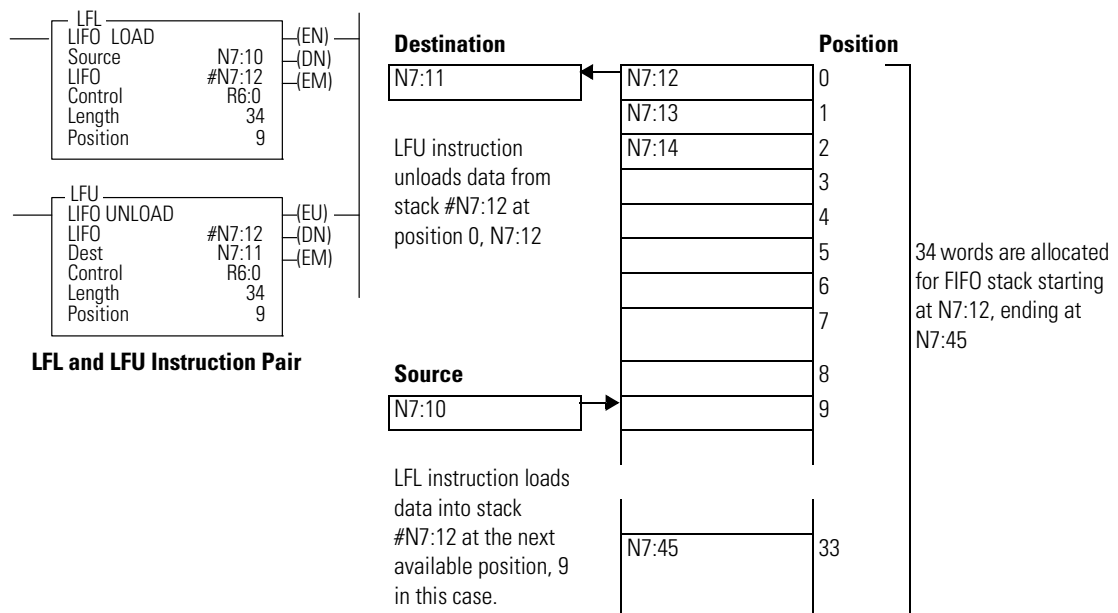 LFL
LIFO LOAD
Source N7:10
LIFO #N7:12
Control R6:0
Length 34
Position 9
(EN)
(DN)
(EM)
LFU
LIFO UNLOAD
LIFO #N7:12
Dest N7:11
Control R6:0
Length 34
Position 9
(EU)
(DN)
(EM)
LFL and LFU Instruction Pair
Destination
N7:11
LFU instruction
unloads data from
stack #N7:12 at
position 0, N7:12
Source
N7:10
LFL instruction loads
data into stack
#N7:12 at the next
available position, 9
in this case.
Position
N7:12 0
N7:13 1
N7:14 2
3
4
5
6
7
8
9
N7:45 33
34 words are allocated
for FIFO stack starting
at N7:12, ending at
N7:45